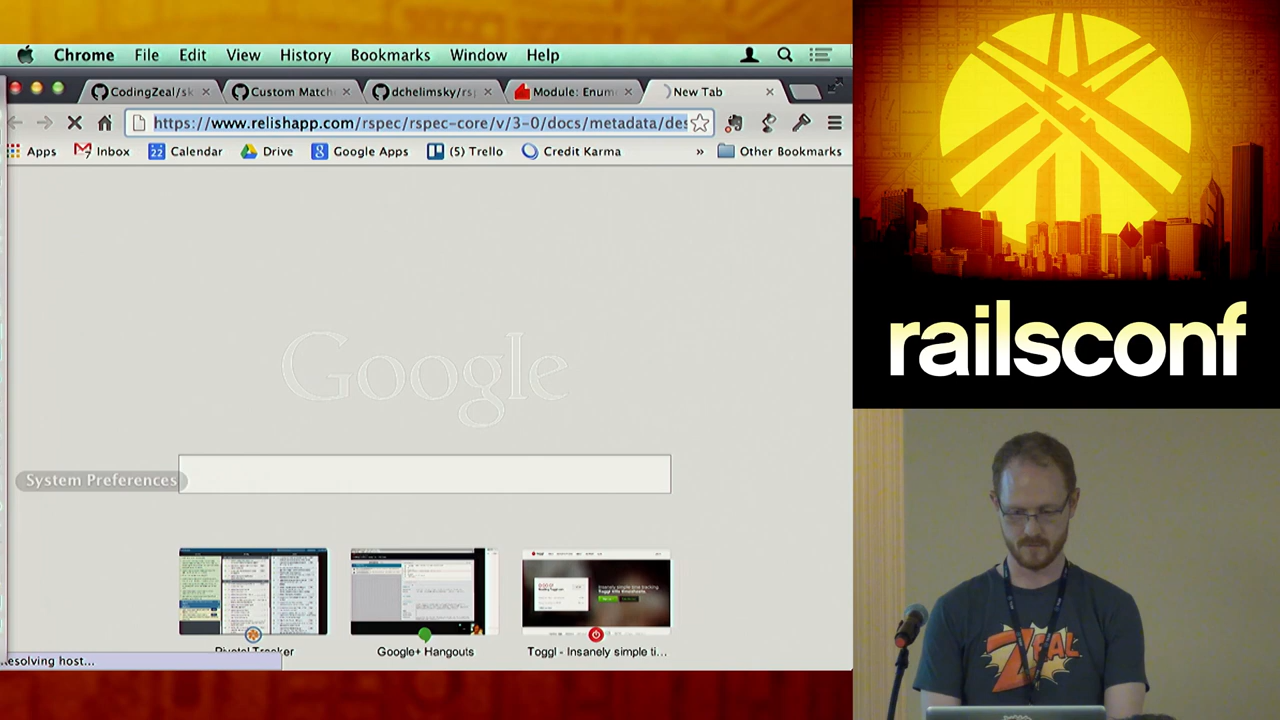 Chrome File Edit View History Bookmarks Window Help
CodingZeal/sk Custom Match dchelimsky/rs Module: Enum New Tab
https://www.relishapp.com/rspec/rspec-core/v/3-0/docs/metadata/des
Apps Inbox 22 Calendar Drive 8 Google Apps (5) Trello Credit Karma » Other Bookmarks
Google
System Preferences
Pivotal Tracker Google+ Hangouts Toggl - Insanely simple ti...
Resolving host...
railsconf
ZEAL